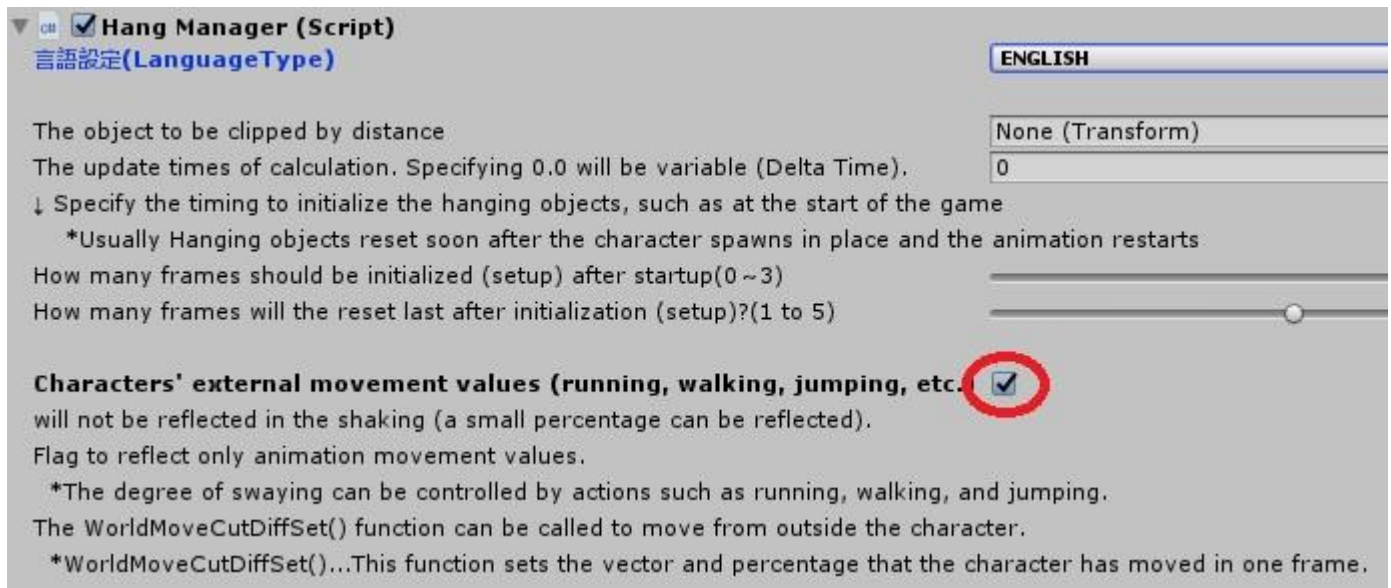 C# Hang Manager (Script)
言語設定(LanguageType) ENGLISH
The object to be clipped by distance None (Transform)
The update times of calculation. Specifying 0.0 will be variable (Delta Time). 0
↓ Specify the timing to initialize the hanging objects, such as at the start of the game
*Usually Hanging objects reset soon after the character spawns in place and the animation restarts
How many frames should be initialized (setup) after startup(0~3)
How many frames will the reset last after initialization (setup)?(1 to 5)
Characters' external movement values (running, walking, jumping, etc.)
will not be reflected in the shaking (a small percentage can be reflected).
Flag to reflect only animation movement values.
*The degree of swaying can be controlled by actions such as running, walking, and jumping.
The WorldMoveCutDiffSet() function can be called to move from outside the character.
*WorldMoveCutDiffSet()...This function sets the vector and percentage that the character has moved in one frame.